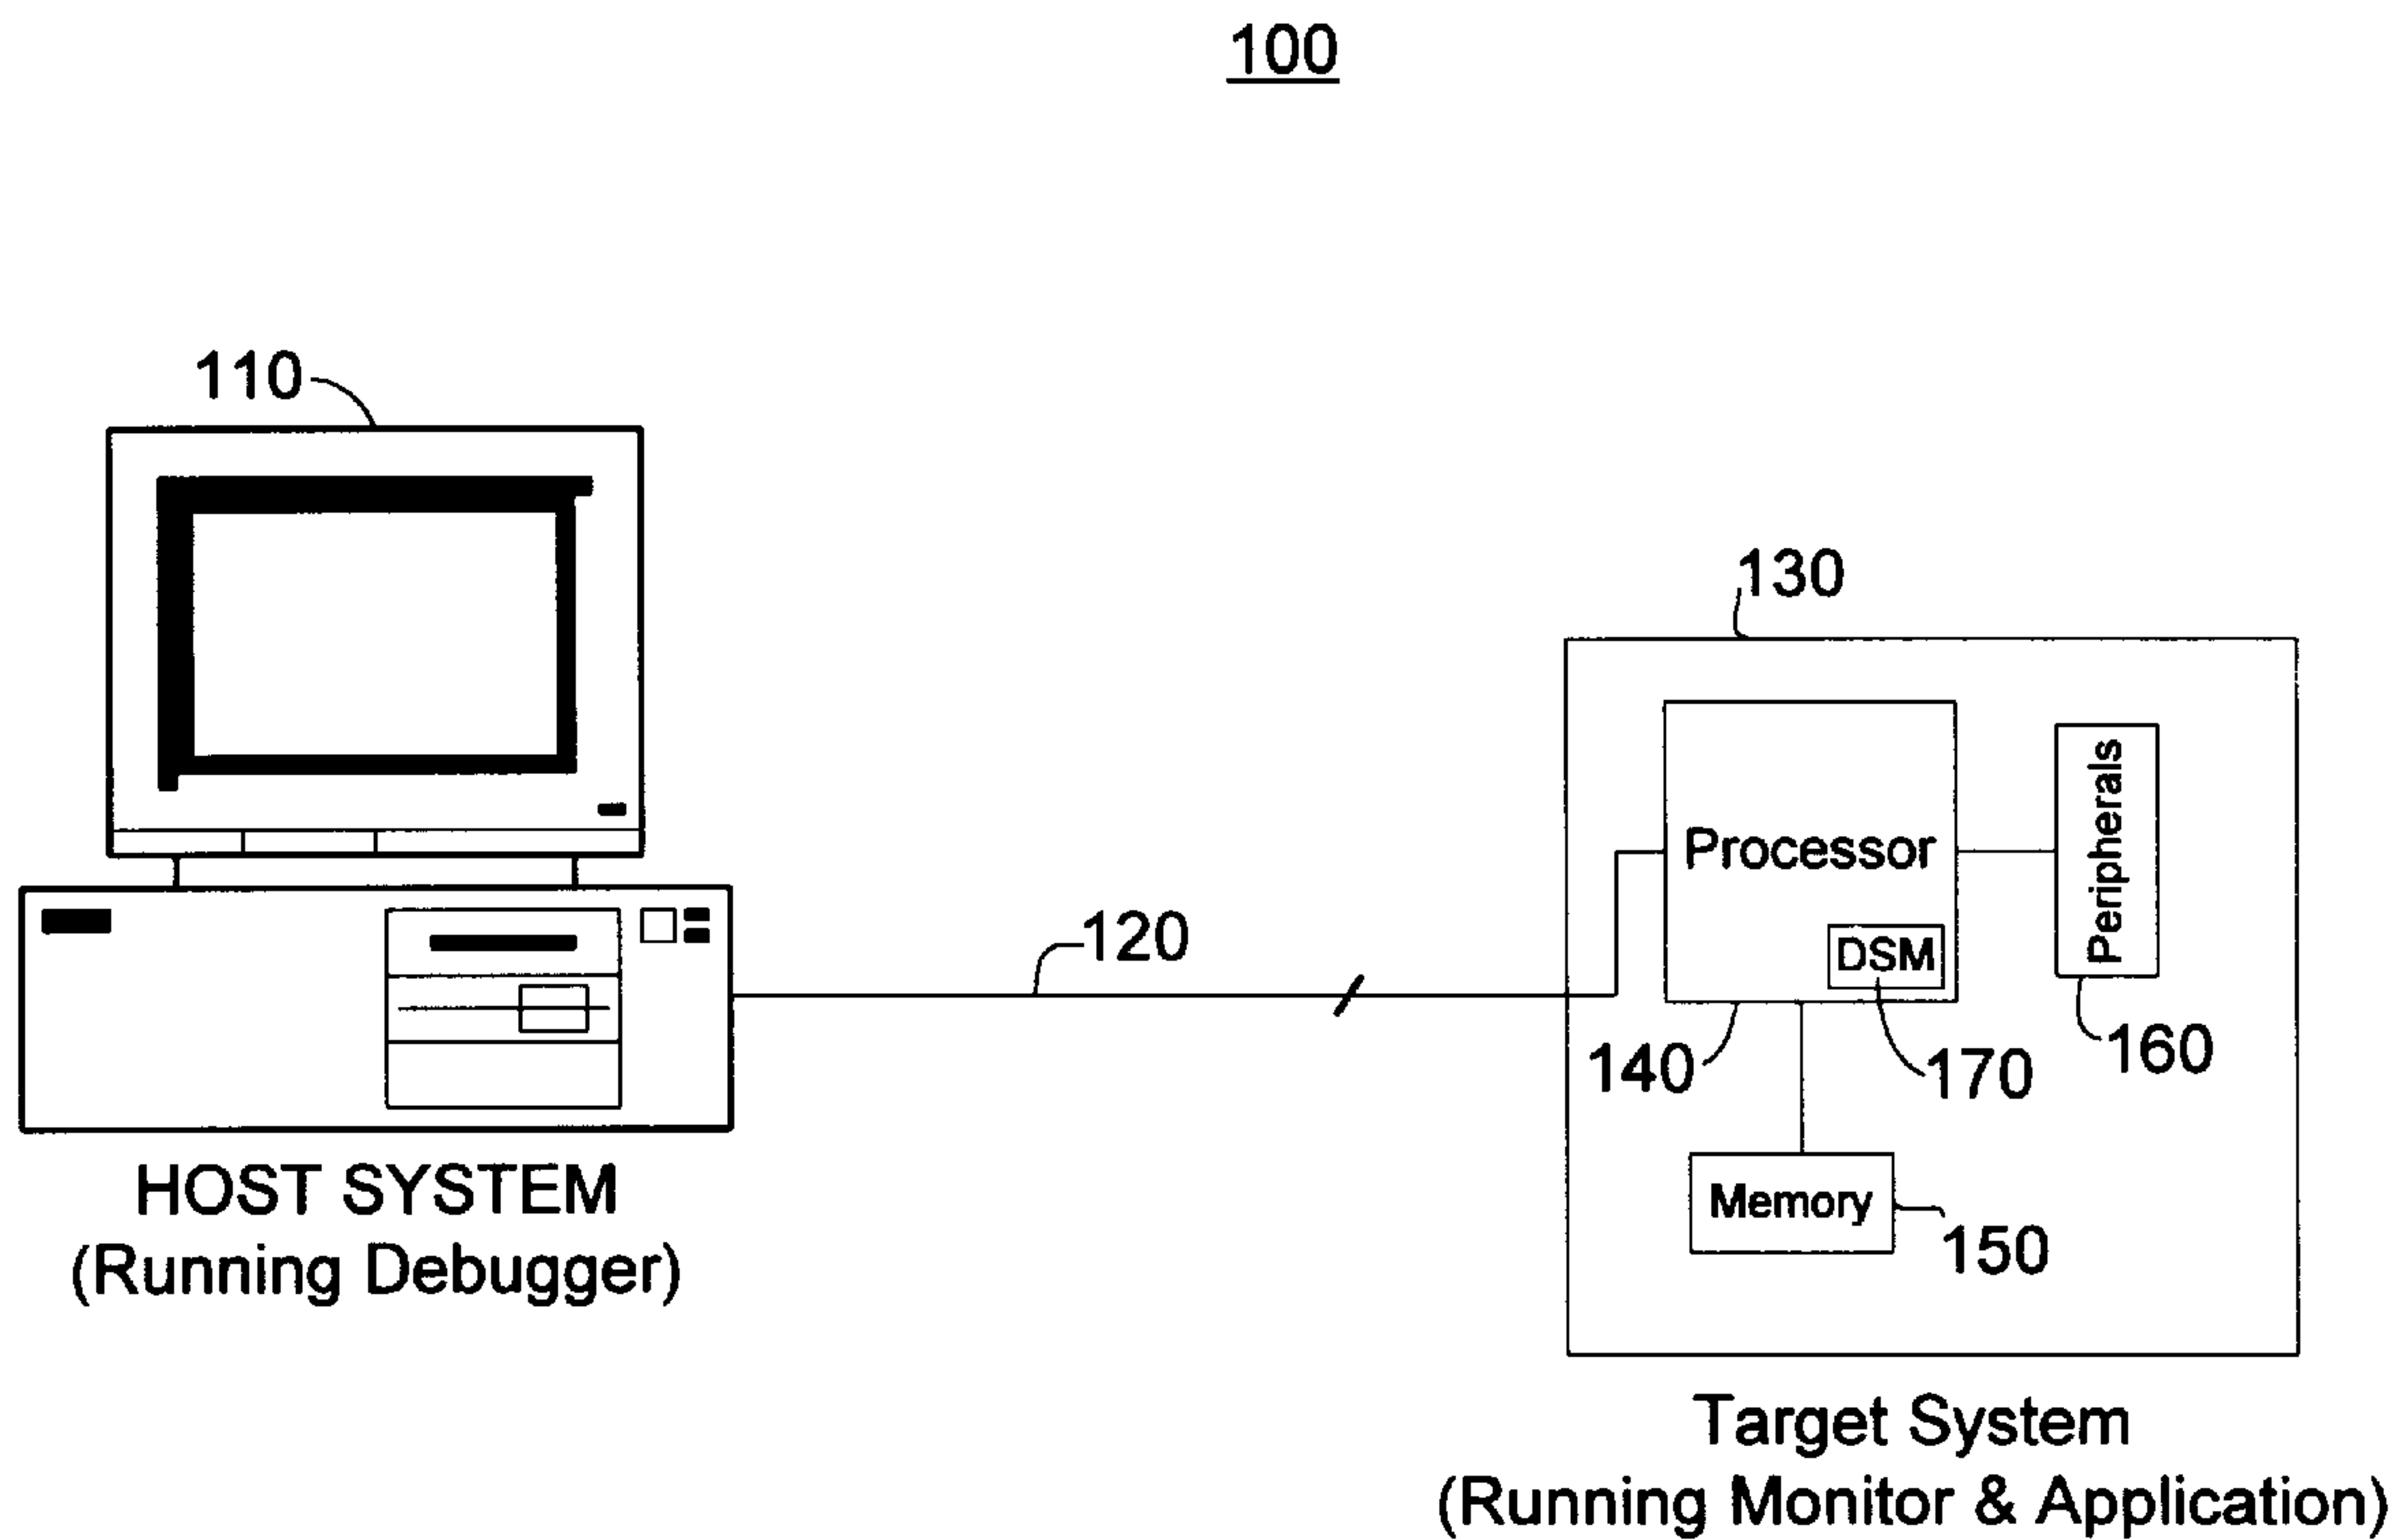 100
110
130
Processor
Peripherals
DSM
120
140
170
160
Memory
150
HOST SYSTEM
(Running Debugger)
Target System
(Running Monitor & Application)